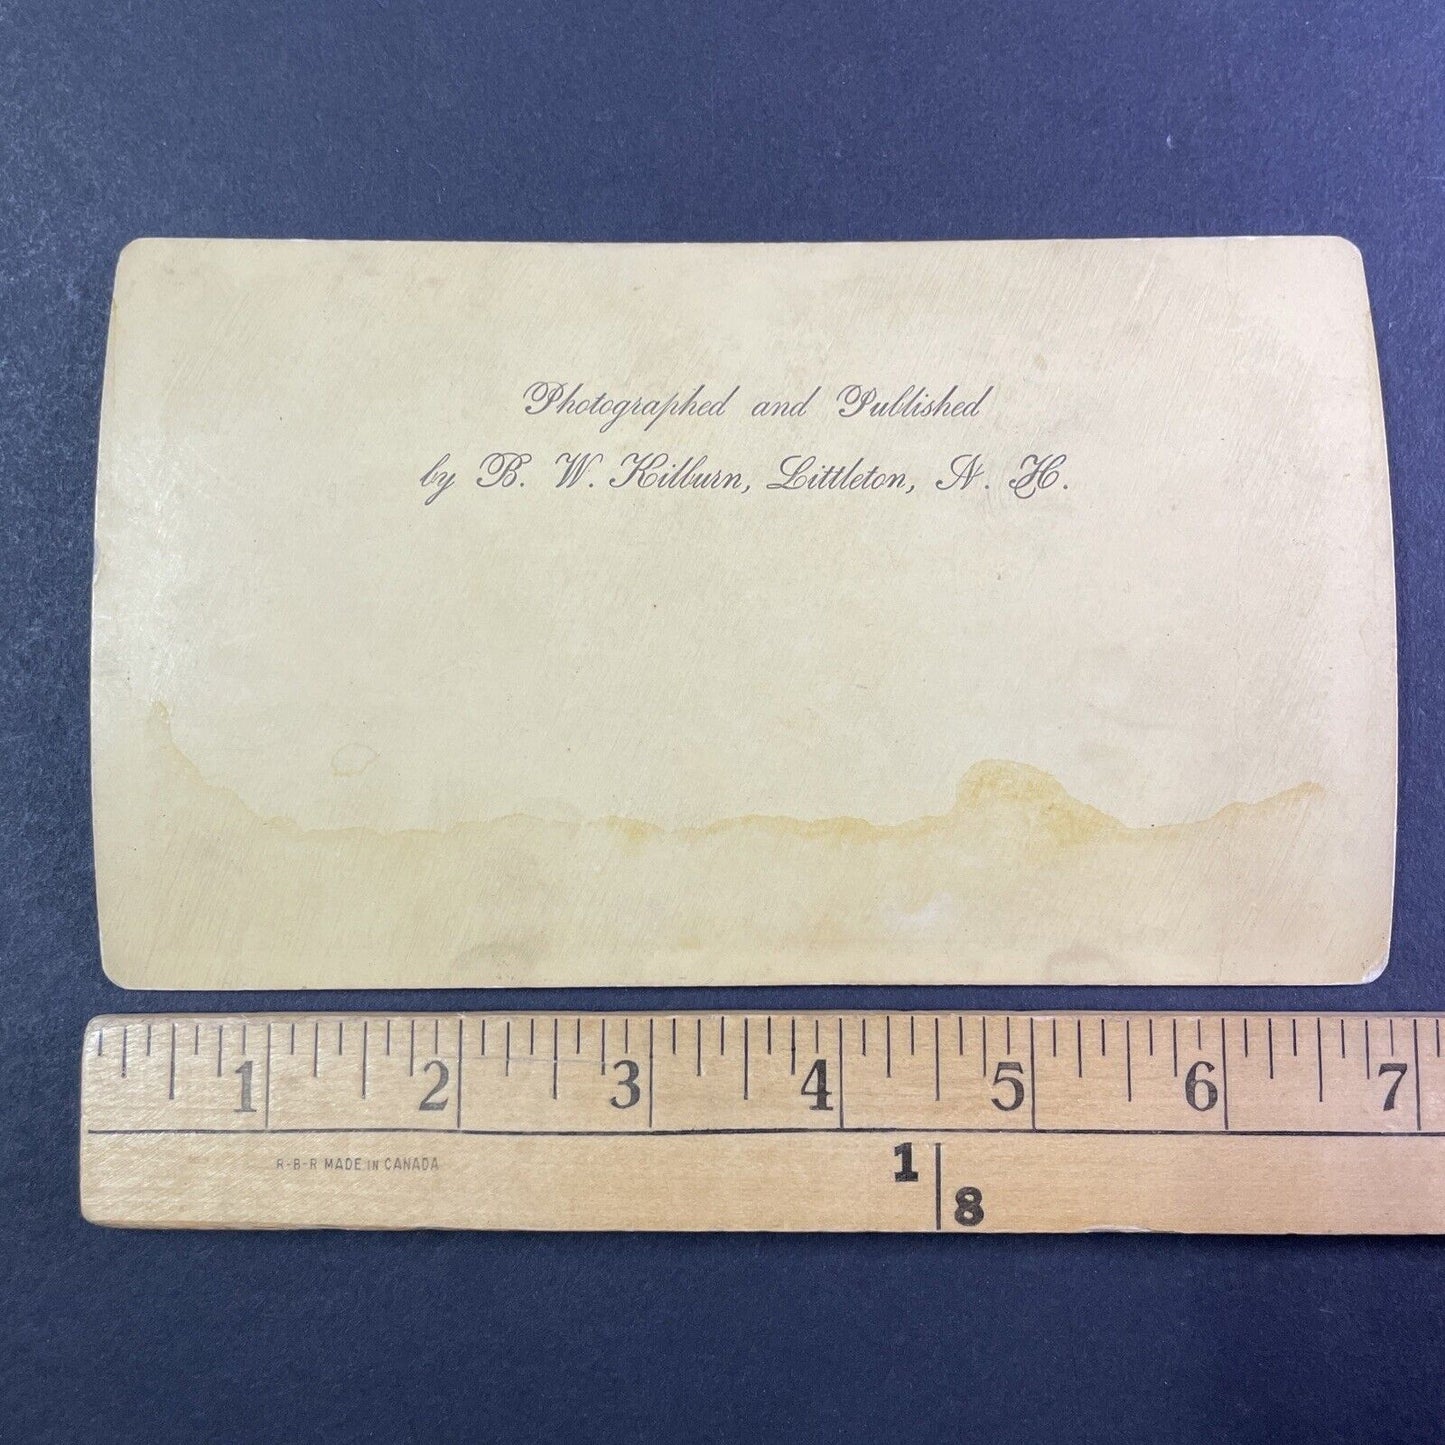 Photographed and Published
by B. W. Kilburn, Littleton, N. H.
1 2 3 4 5 6 7
R-B-R MADE IN CANADA
1
8